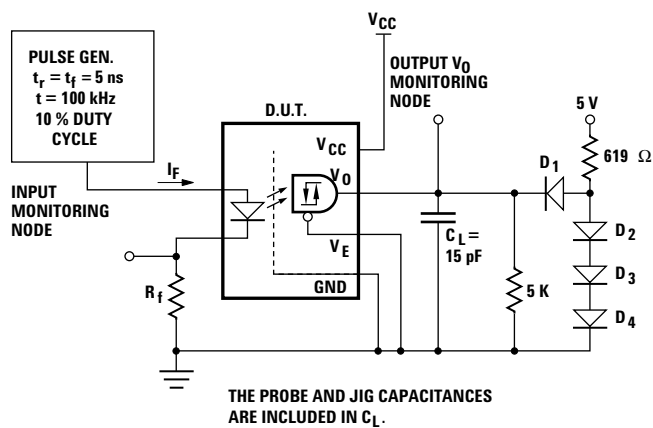 PULSE GEN.
tr = tf = 5 ns
t = 100 kHz
10 % DUTY
CYCLE
VCC
OUTPUT VO
MONITORING
NODE
D.U.T.
5 V
619 Ω
VCC
IF
VO
D1
INPUT
MONITORING
NODE
D2
CL =
15 pF
VE
D3
5 K
GND
Rf
D4
THE PROBE AND JIG CAPACITANCES
ARE INCLUDED IN CL.